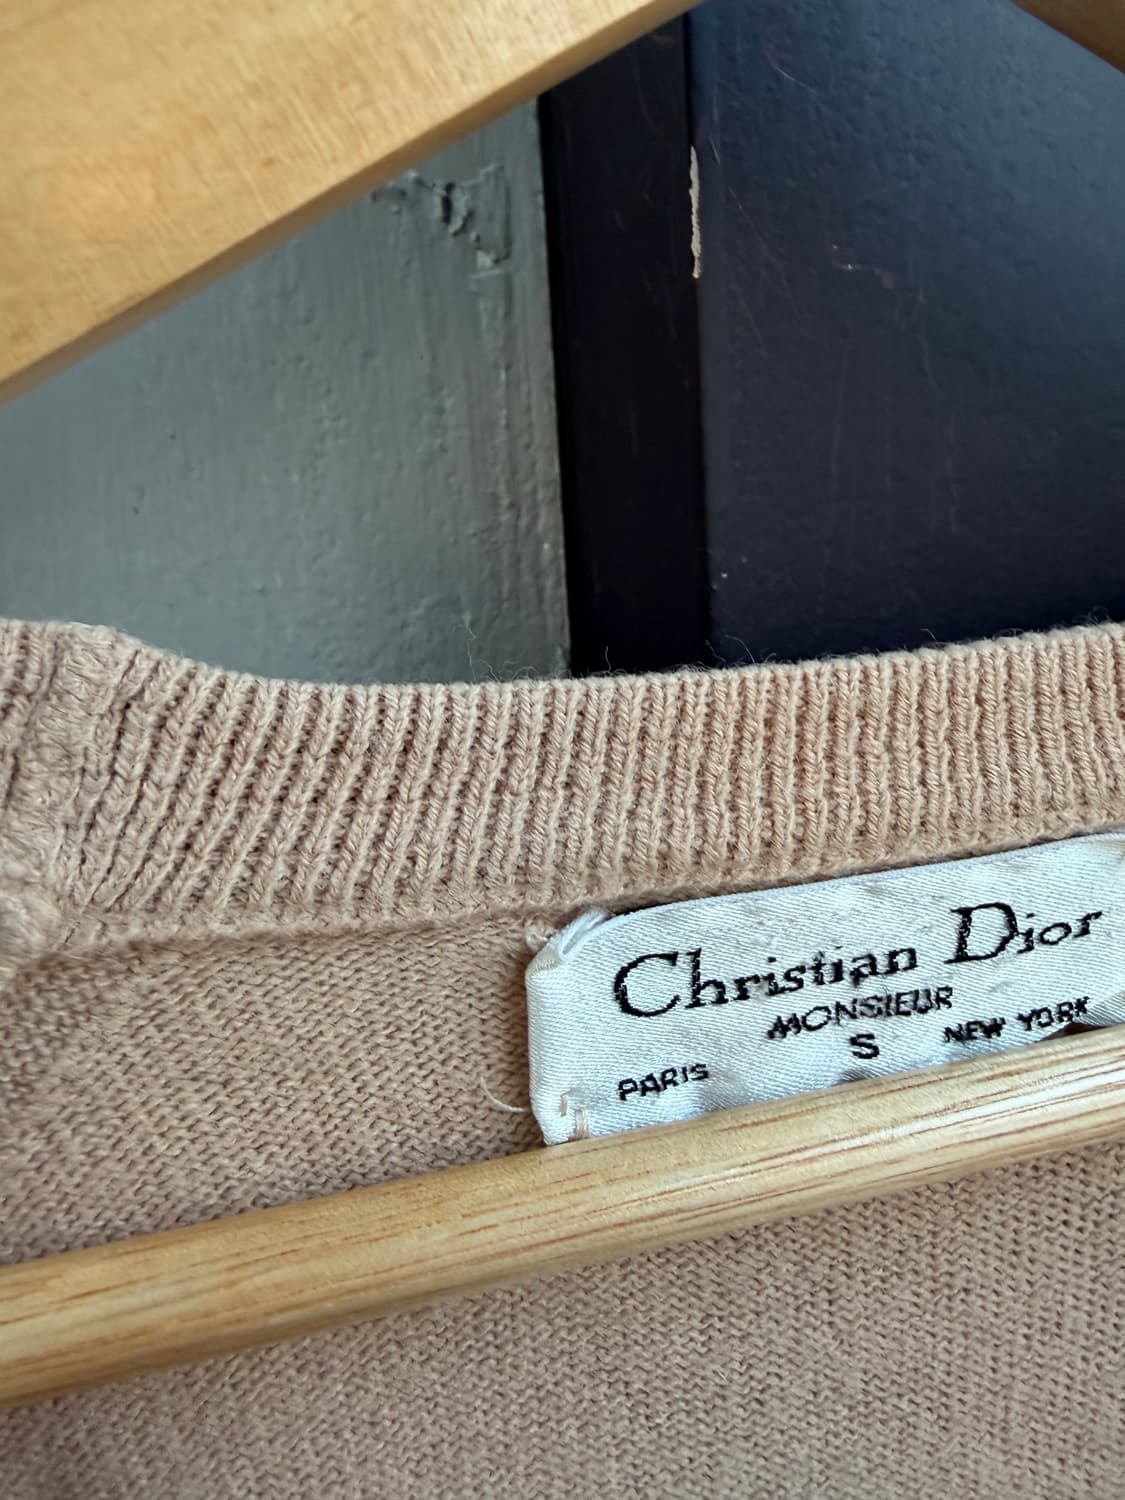 Christian Dior
MONSIEUR
S
PARIS NEW YORK